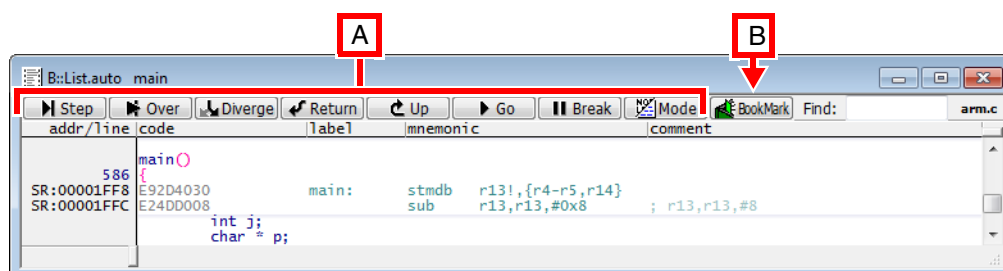 A B
B::List.auto main
Step Over Diverge Return Up Go Break Mode BookMark Find: arm.c
addr/line code label mnemonic comment
main()
586 {
SR:00001FF8 E92D4030 main: stmdb r13!,{r4-r5,r14}
SR:00001FFC E24DD008 sub r13,r13,#0x8 ; r13,r13,#8
int j;
char * p;